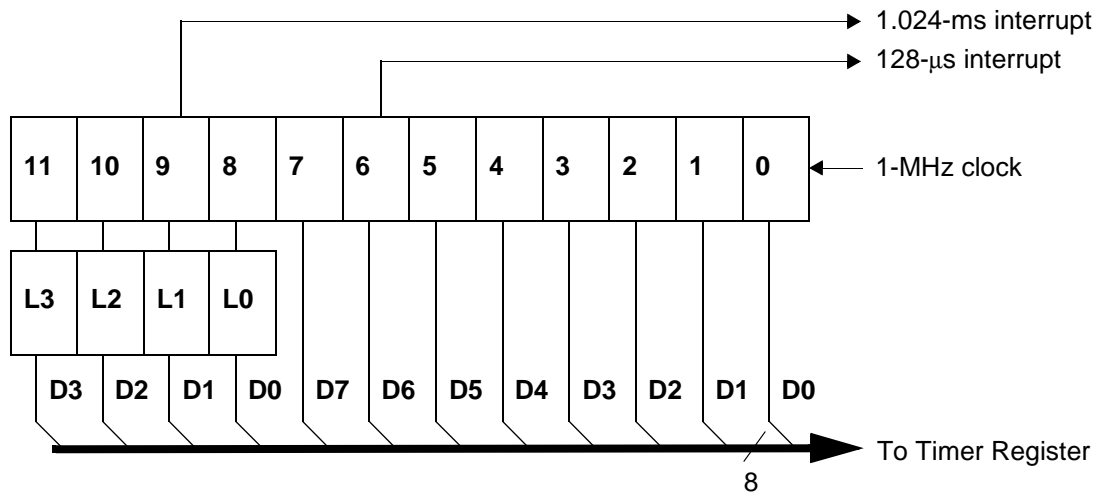 1.024-ms interrupt
128-μs interrupt
11 10 9 8 7 6 5 4 3 2 1 0
1-MHz clock
L3 L2 L1 L0
D3 D2 D1 D0 D7 D6 D5 D4 D3 D2 D1 D0
To Timer Register
8